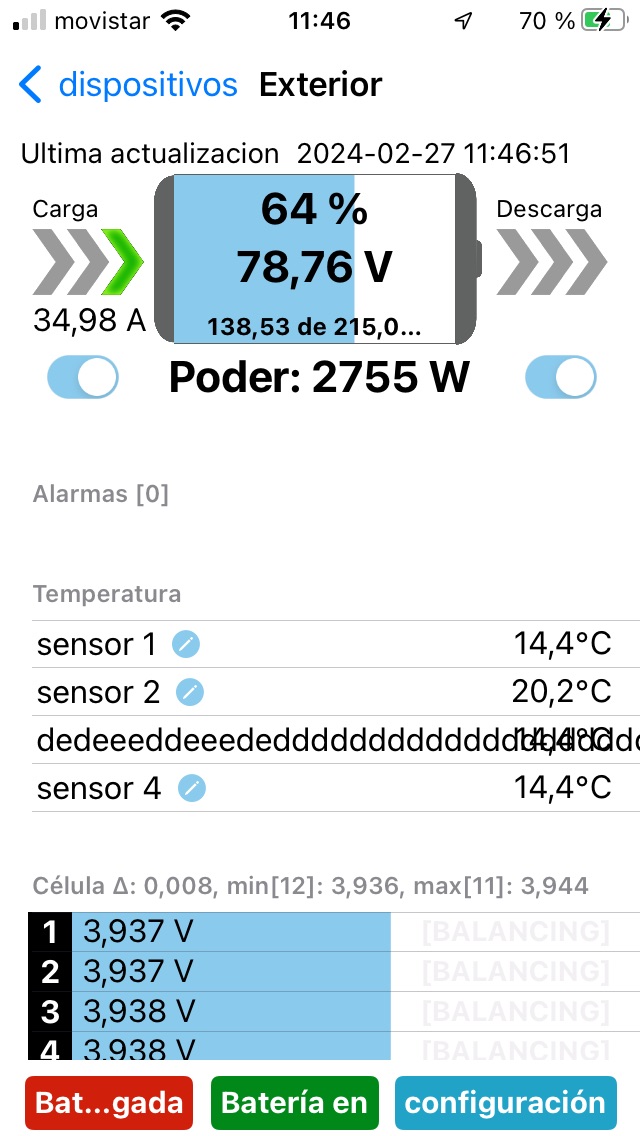 movistar 11:46 70 %
dispositivos Exterior
Ultima actualizacion 2024-02-27 11:46:51
Carga
64 %
Descarga
78,76 V
34,98 A
138,53 de 215,0...
Poder: 2755 W
Alarmas [0]
Temperatura
sensor 1 14,4°C
sensor 2 20,2°C
14,4°C
sensor 4 14,4°C
Célula Δ: 0,008, min[12]: 3,936, max[11]: 3,944
1 3,937 V [BALANCING]
2 3,937 V [BALANCING]
3 3,938 V [BALANCING]
4 3,938 V [BALANCING]
Bat...gada Batería en configuración